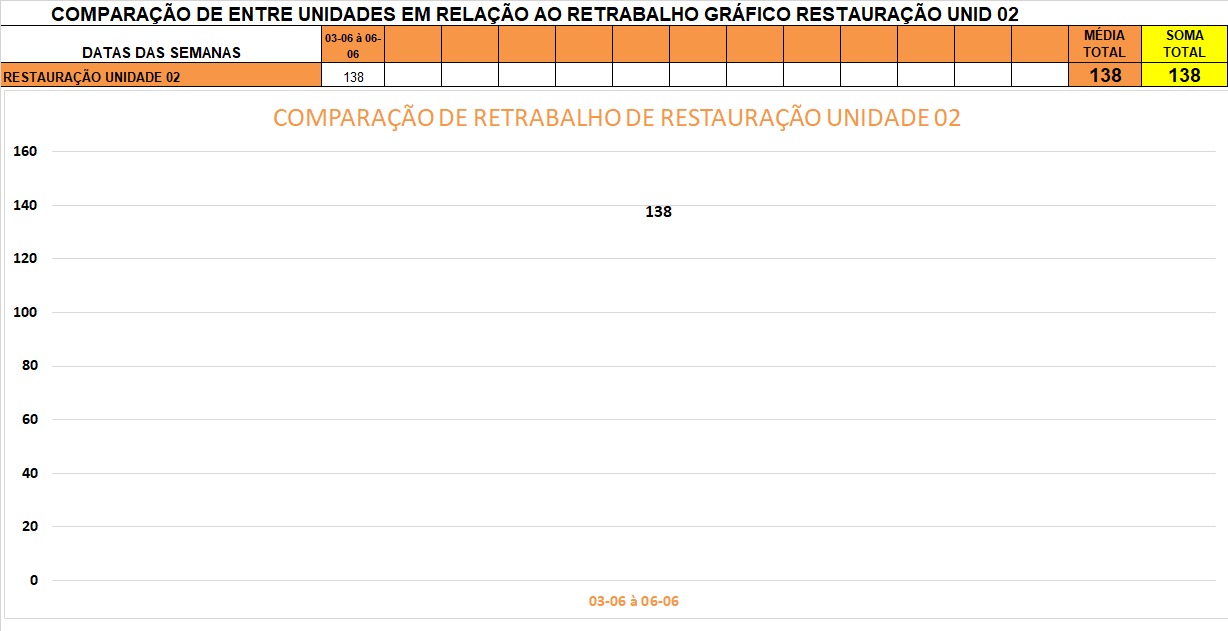 COMPARAÇÃO DE ENTRE UNIDADES EM RELAÇÃO AO RETRABALHO GRÁFICO RESTAURAÇÃO UNID 02
DATAS DAS SEMANAS 03-06 à 06-06 MÉDIA TOTAL SOMA TOTAL
RESTAURAÇÃO UNIDADE 02 138 138 138
COMPARAÇÃO DE RETRABALHO DE RESTAURAÇÃO UNIDADE 02
160
140
138
120
100
80
60
40
20
0
03-06 à 06-06